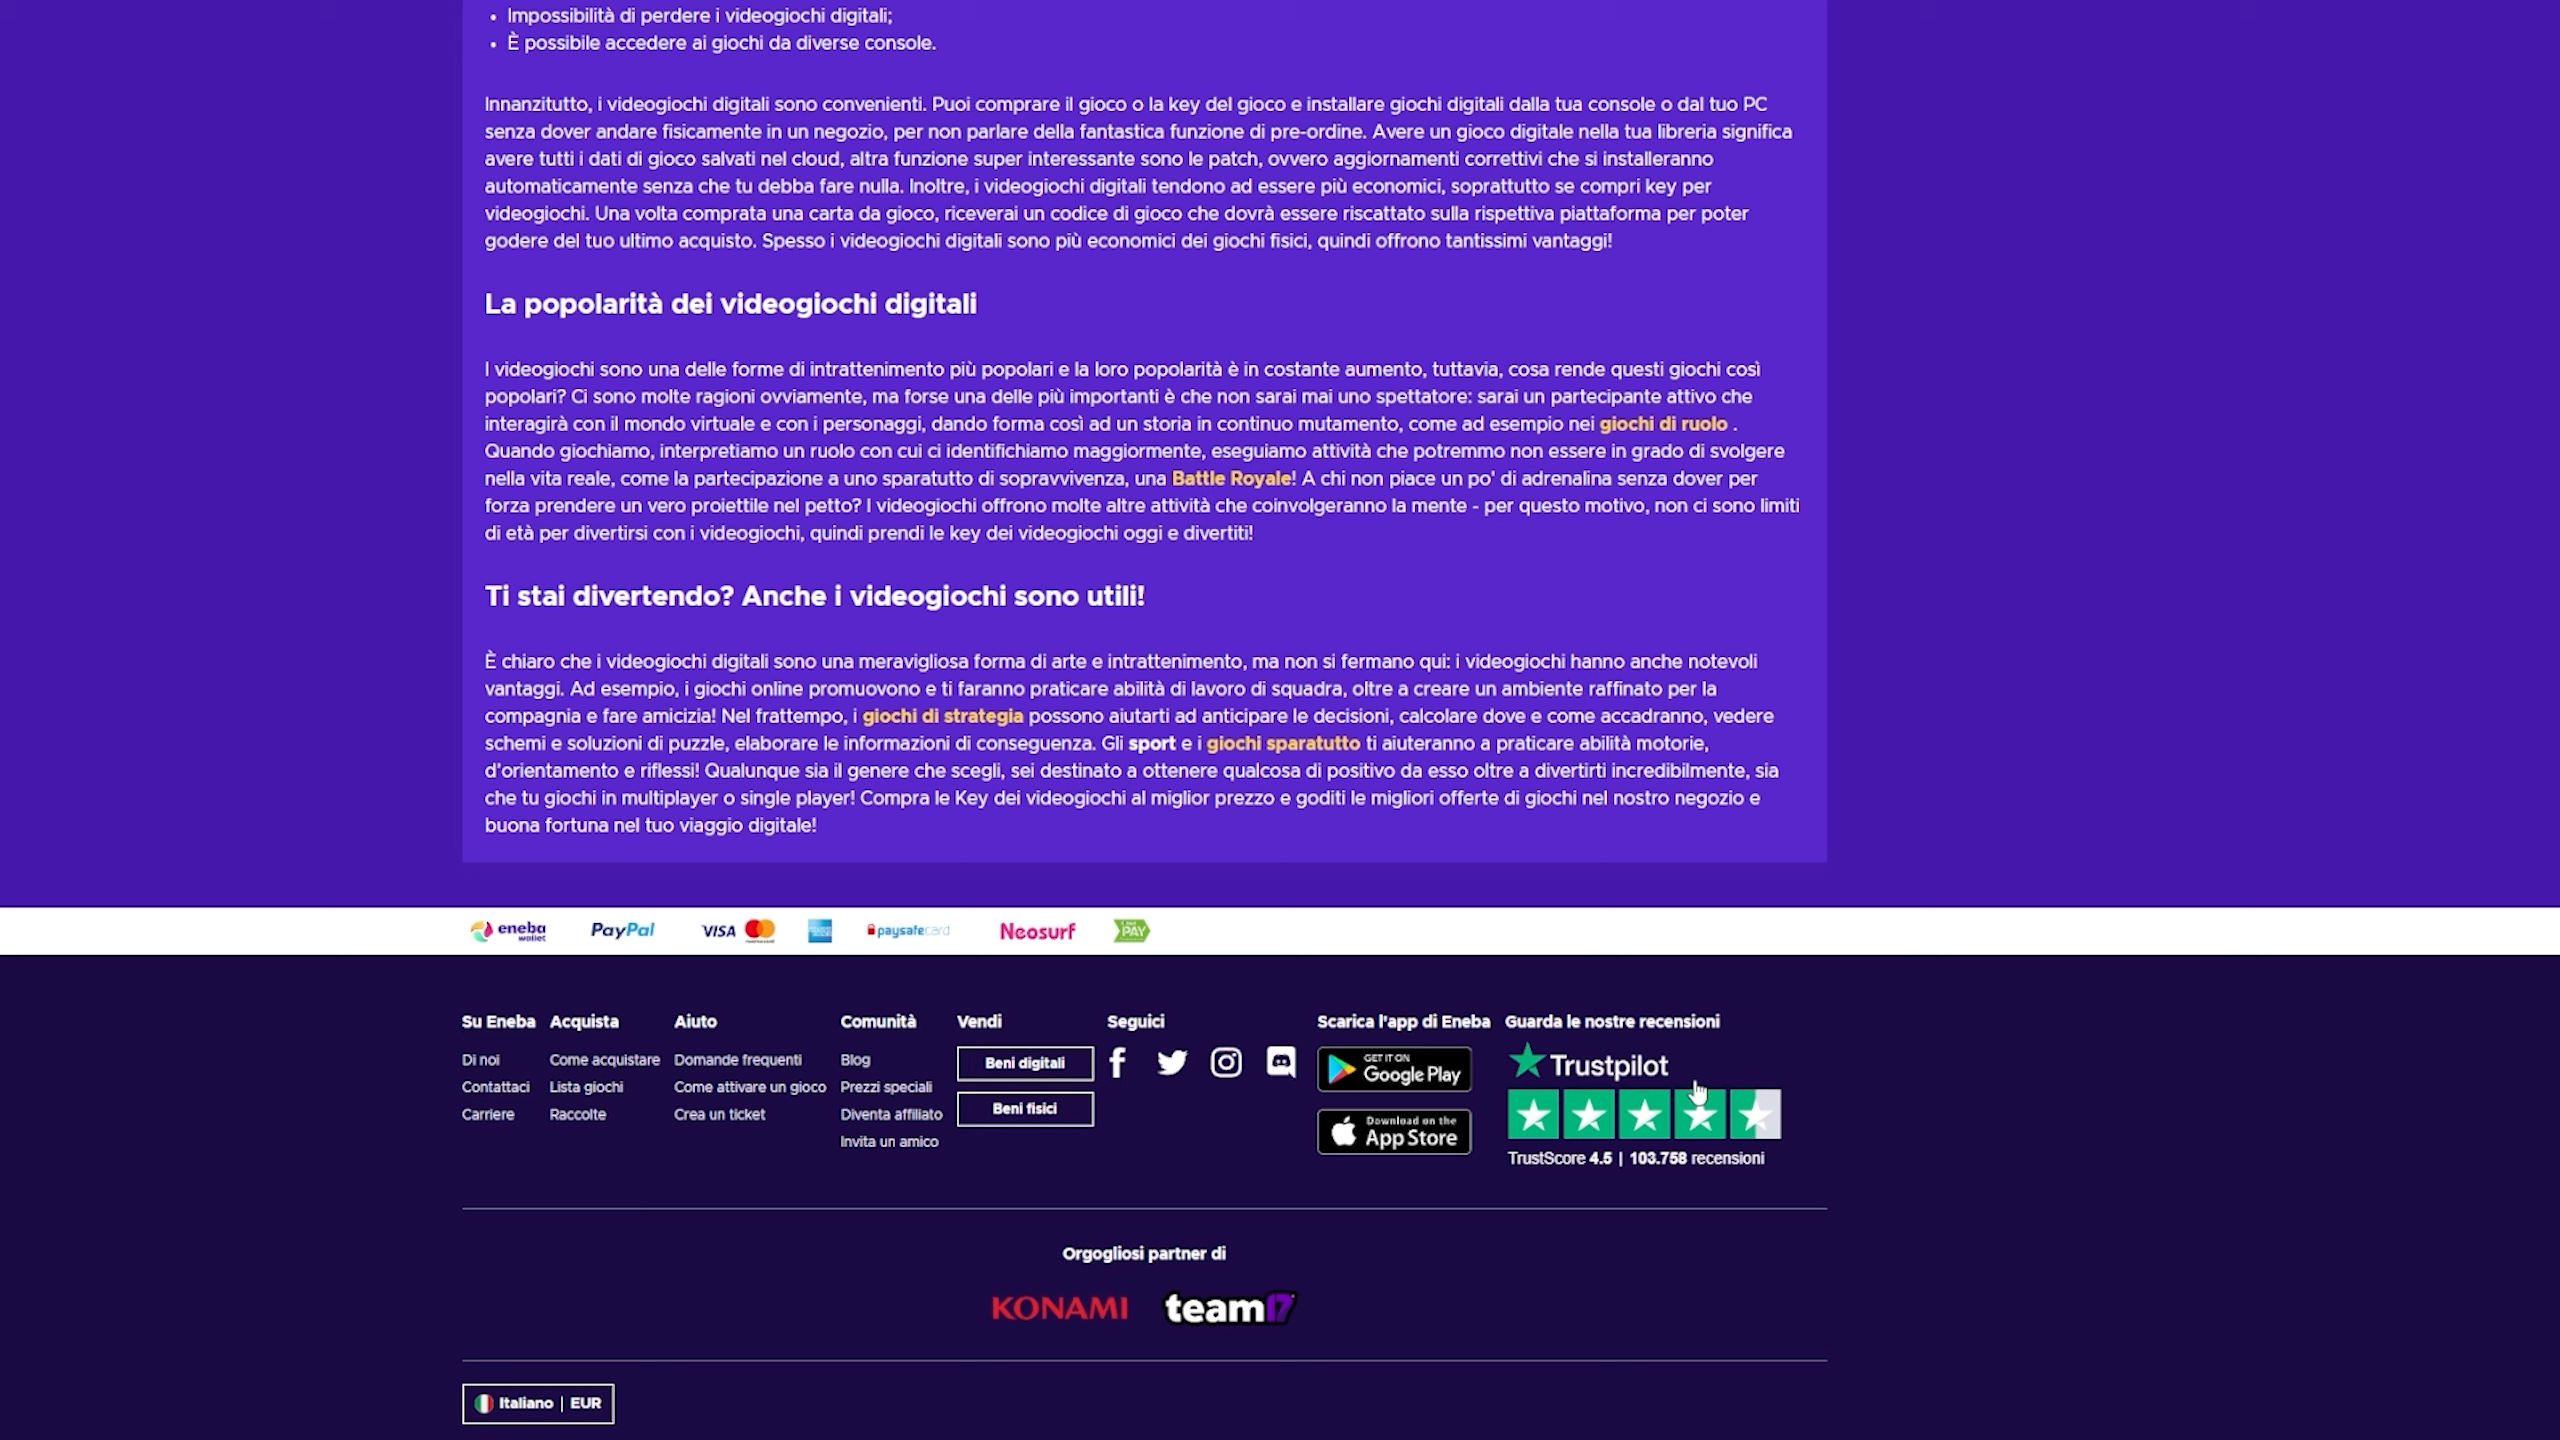 Impossibilità di perdere i videogiochi digitali;
È possibile accedere ai giochi da diverse console.
Innanzitutto, i videogiochi digitali sono convenienti. Puoi comprare il gioco o la key del gioco e installare giochi digitali dalla tua console o dal tuo PC
senza dover andare fisicamente in un negozio, per non parlare della fantastica funzione di pre-ordine. Avere un gioco digitale nella tua libreria significa
avere tutti i dati di gioco salvati nel cloud, altra funzione super interessante sono le patch, ovvero aggiornamenti correttivi che si installeranno
automaticamente senza che tu debba fare nulla. Inoltre, i videogiochi digitali tendono ad essere più economici, soprattutto se compri key per
videogiochi. Una volta comprata una carta da gioco, riceverai un codice di gioco che dovrà essere riscattato sulla rispettiva piattaforma per poter
godere del tuo ultimo acquisto. Spesso i videogiochi digitali sono più economici dei giochi fisici, quindi offrono tantissimi vantaggi!
La popolarità dei videogiochi digitali
I videogiochi sono una delle forme di intrattenimento più popolari e la loro popolarità è in costante aumento, tuttavia, cosa rende questi giochi così
popolari? Ci sono molte ragioni ovviamente, ma forse una delle più importanti è che non sarai mai uno spettatore: sarai un partecipante attivo che
interagirà con il mondo virtuale e con i personaggi, dando forma così ad un storia in continuo mutamento, come ad esempio nei giochi di ruolo .
Quando giochiamo, interpretiamo un ruolo con cui ci identifichiamo maggiormente, eseguiamo attività che potremmo non essere in grado di svolgere
nella vita reale, come la partecipazione a uno sparatutto di sopravvivenza, una Battle Royale! A chi non piace un po' di adrenalina senza dover per
forza prendere un vero proiettile nel petto? I videogiochi offrono molte altre attività che coinvolgeranno la mente - per questo motivo, non ci sono limiti
di età per divertirsi con i videogiochi, quindi prendi le key dei videogiochi oggi e divertiti!
Ti stai divertendo? Anche i videogiochi sono utili!
È chiaro che i videogiochi digitali sono una meravigliosa forma di arte e intrattenimento, ma non si fermano qui: i videogiochi hanno anche notevoli
vantaggi. Ad esempio, i giochi online promuovono e ti faranno praticare abilità di lavoro di squadra, oltre a creare un ambiente raffinato per la
compagnia e fare amicizia! Nel frattempo, i giochi di strategia possono aiutarti ad anticipare le decisioni, calcolare dove e come accadranno, vedere
schemi e soluzioni di puzzle, elaborare le informazioni di conseguenza. Gli sport e i giochi sparatutto ti aiuteranno a praticare abilità motorie,
d'orientamento e riflessi! Qualunque sia il genere che scegli, sei destinato a ottenere qualcosa di positivo da esso oltre a divertirti incredibilmente, sia
che tu giochi in multiplayer o single player! Compra le Key dei videogiochi al miglior prezzo e goditi le migliori offerte di giochi nel nostro negozio e
buona fortuna nel tuo viaggio digitale!
eneba wallet PayPal VISA mastercard paysafecard Neosurf PAY
Su Eneba Acquista Aiuto Comunità Vendi Seguici Scarica l'app di Eneba Guarda le nostre recensioni
Di noi Come acquistare Domande frequenti Blog Beni digitali GET IT ON Google Play Trustpilot
Contattaci Lista giochi Come attivare un gioco Prezzi speciali
Carriere Raccolte Crea un ticket Diventa affiliato Beni fisici Download on the App Store
Invita un amico
TrustScore 4.5 | 103.758 recensioni
Orgogliosi partner di
KONAMI team17
Italiano | EUR